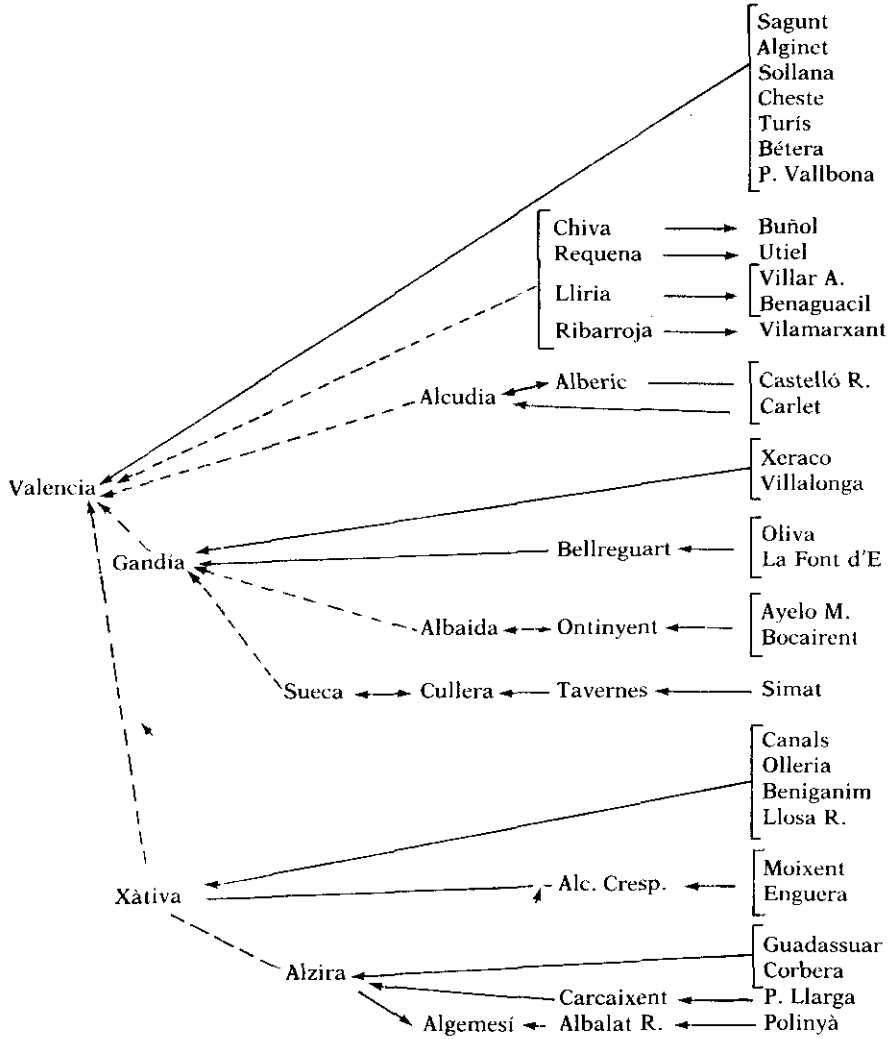 Sagunt
Alginet
Sollana
Cheste
Turís
Bétera
P. Vallbona
Chiva Buñol
Requena Utiel
Villar A.
Lliria
Benaguacil
Ribarroja Vilamarxant
Alberic Castelló R.
Alcudia
Carlet
Xeraco
Villalonga
Valencia
Oliva
Bellreguart
Gandía La Font d'E
Ayelo M.
Albaida Ontinyent
Bocairent
Sueca Cullera Tavernes Simat
Canals
Olleria
Beniganim
Llosa R.
Moixent
Xàtiva Alc. Cresp.
Enguera
Guadassuar
Alzira Corbera
Carcaixent P. Llarga
Algemesí Albalat R. Polinyà